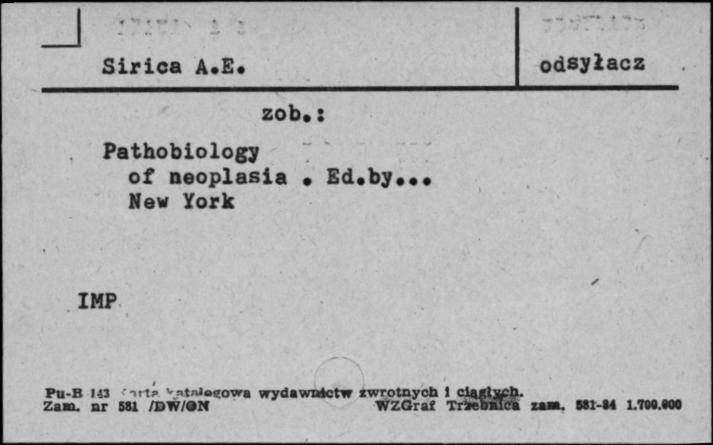 Sirica A.E.
odsyłacz
zob.:
Pathobiology
of neoplasia . Ed.by...
New York
IMP
Pu-B 143 karta katalogowa wydawnictw zwrotnych i ciągłych.
Zam. nr 581 /DW/ON WZGraf Trzebnica zam. 581-84 1.700.000